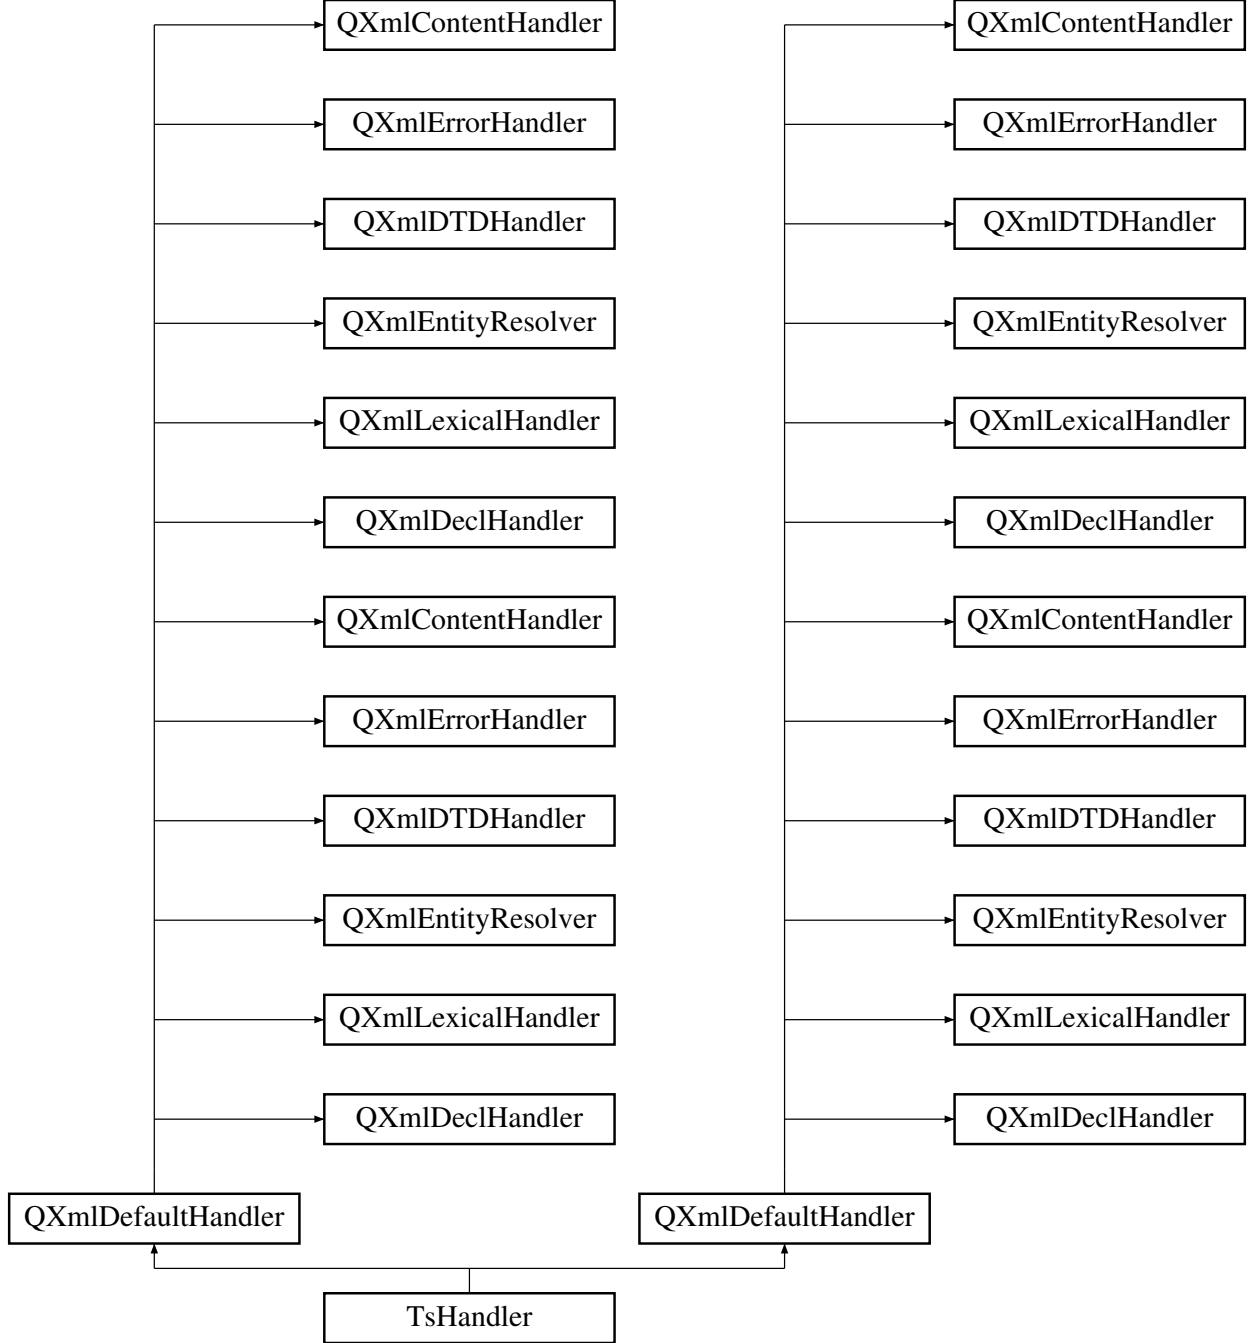 QXmlContentHandler QXmlContentHandler
QXmlErrorHandler QXmlErrorHandler
QXmlDTDHandler QXmlDTDHandler
QXmlEntityResolver QXmlEntityResolver
QXmlLexicalHandler QXmlLexicalHandler
QXmlDeclHandler QXmlDeclHandler
QXmlContentHandler QXmlContentHandler
QXmlErrorHandler QXmlErrorHandler
QXmlDTDHandler QXmlDTDHandler
QXmlEntityResolver QXmlEntityResolver
QXmlLexicalHandler QXmlLexicalHandler
QXmlDeclHandler QXmlDeclHandler
QXmlDefaultHandler QXmlDefaultHandler
TsHandler